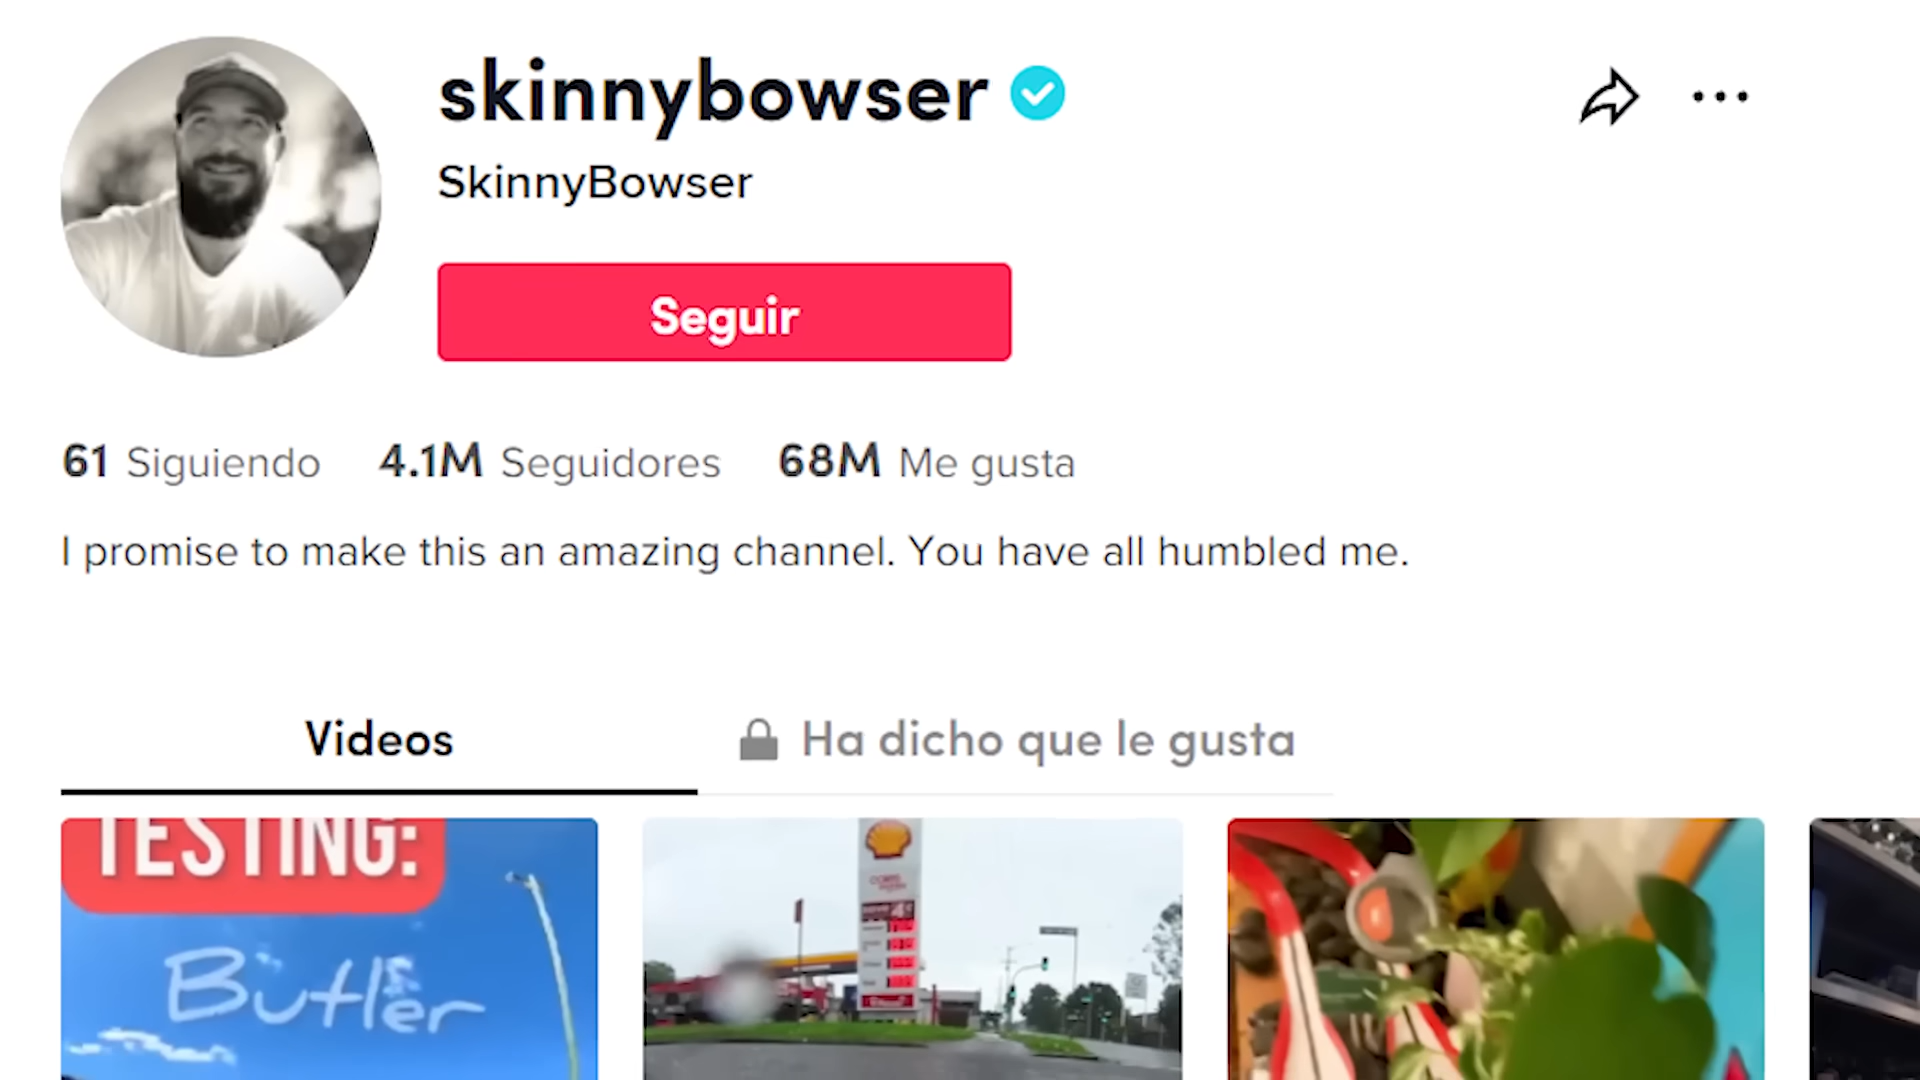 skinnybowser
SkinnyBowser
Seguir
61 Siguiendo 4.1M Seguidores 68M Me gusta
I promise to make this an amazing channel. You have all humbled me.
Videos Ha dicho que le gusta
TESTING:
Butler